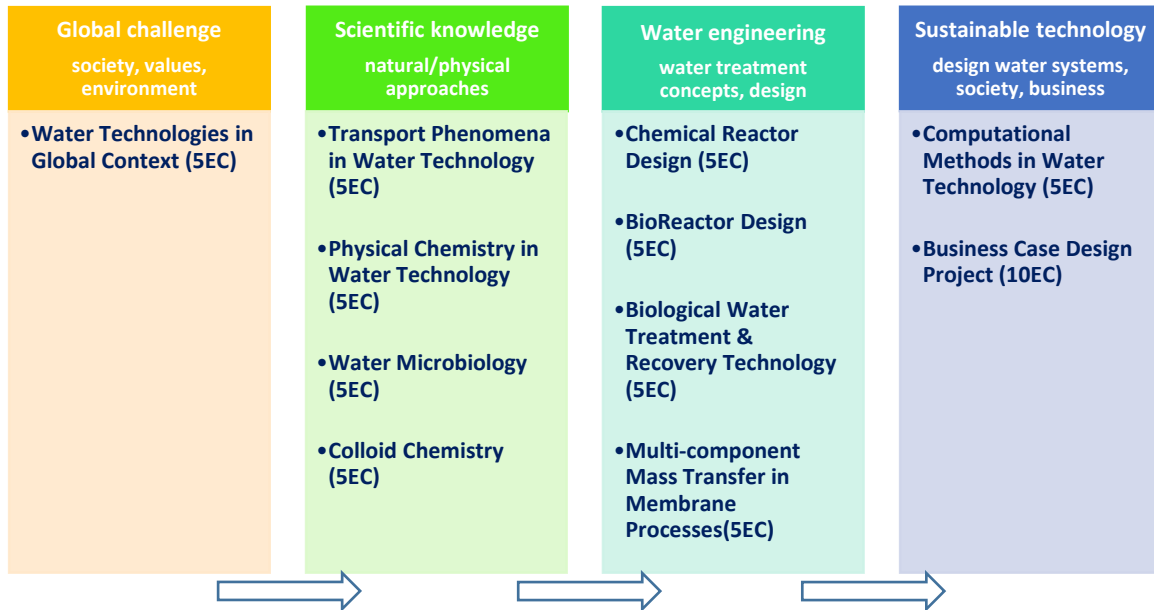 Global challenge
society, values,
environment
•Water Technologies in
Global Context (5EC)
Scientific knowledge
natural/physical
approaches
•Transport Phenomena
in Water Technology
(5EC)
•Physical Chemistry in
Water Technology
(5EC)
•Water Microbiology
(5EC)
•Colloid Chemistry
(5EC)
Water engineering
water treatment
concepts, design
•Chemical Reactor
Design (5EC)
•BioReactor Design
(5EC)
•Biological Water
Treatment &
Recovery Technology
(5EC)
•Multi-component
Mass Transfer in
Membrane
Processes(5EC)
Sustainable technology
design water systems,
society, business
•Computational
Methods in Water
Technology (5EC)
•Business Case Design
Project (10EC)